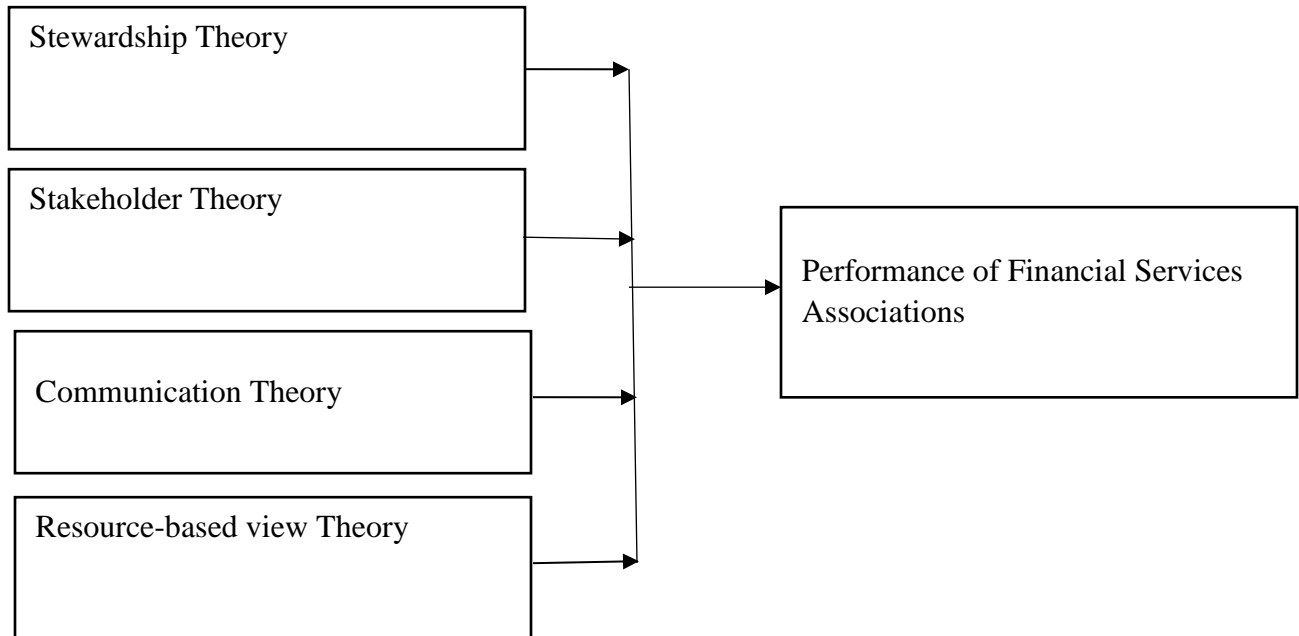 Stewardship Theory
Stakeholder Theory
Communication Theory
Resource-based view Theory
Performance of Financial Services
Associations